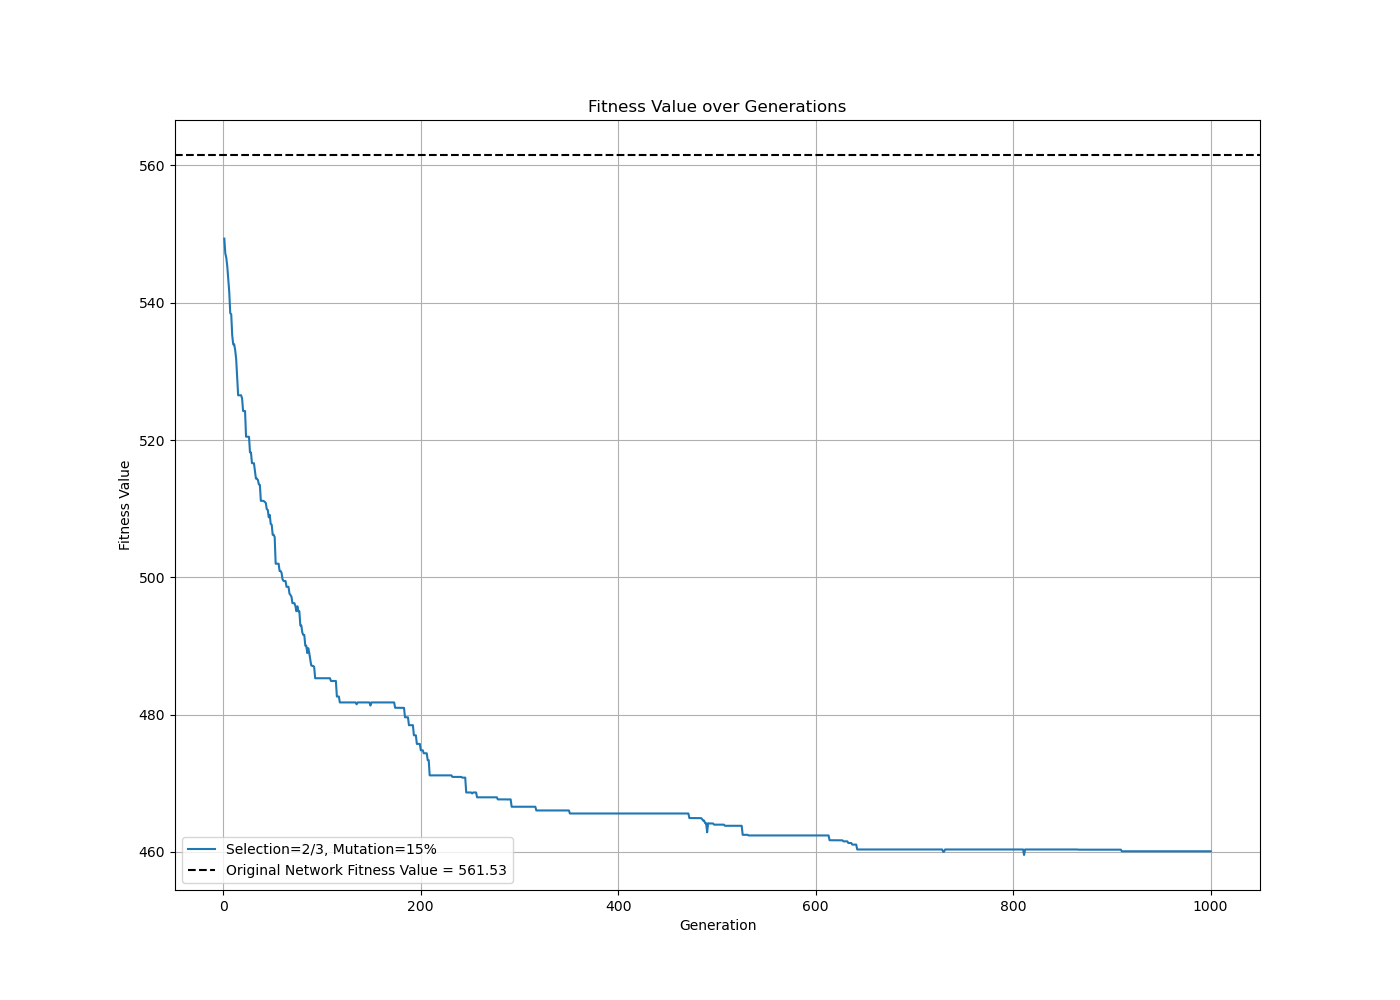 Fitness Value over Generations
Fitness Value
560
540
520
500
480
460
Selection=2/3, Mutation=15%
Original Network Fitness Value = 561.53
0 200 400 600 800 1000
Generation